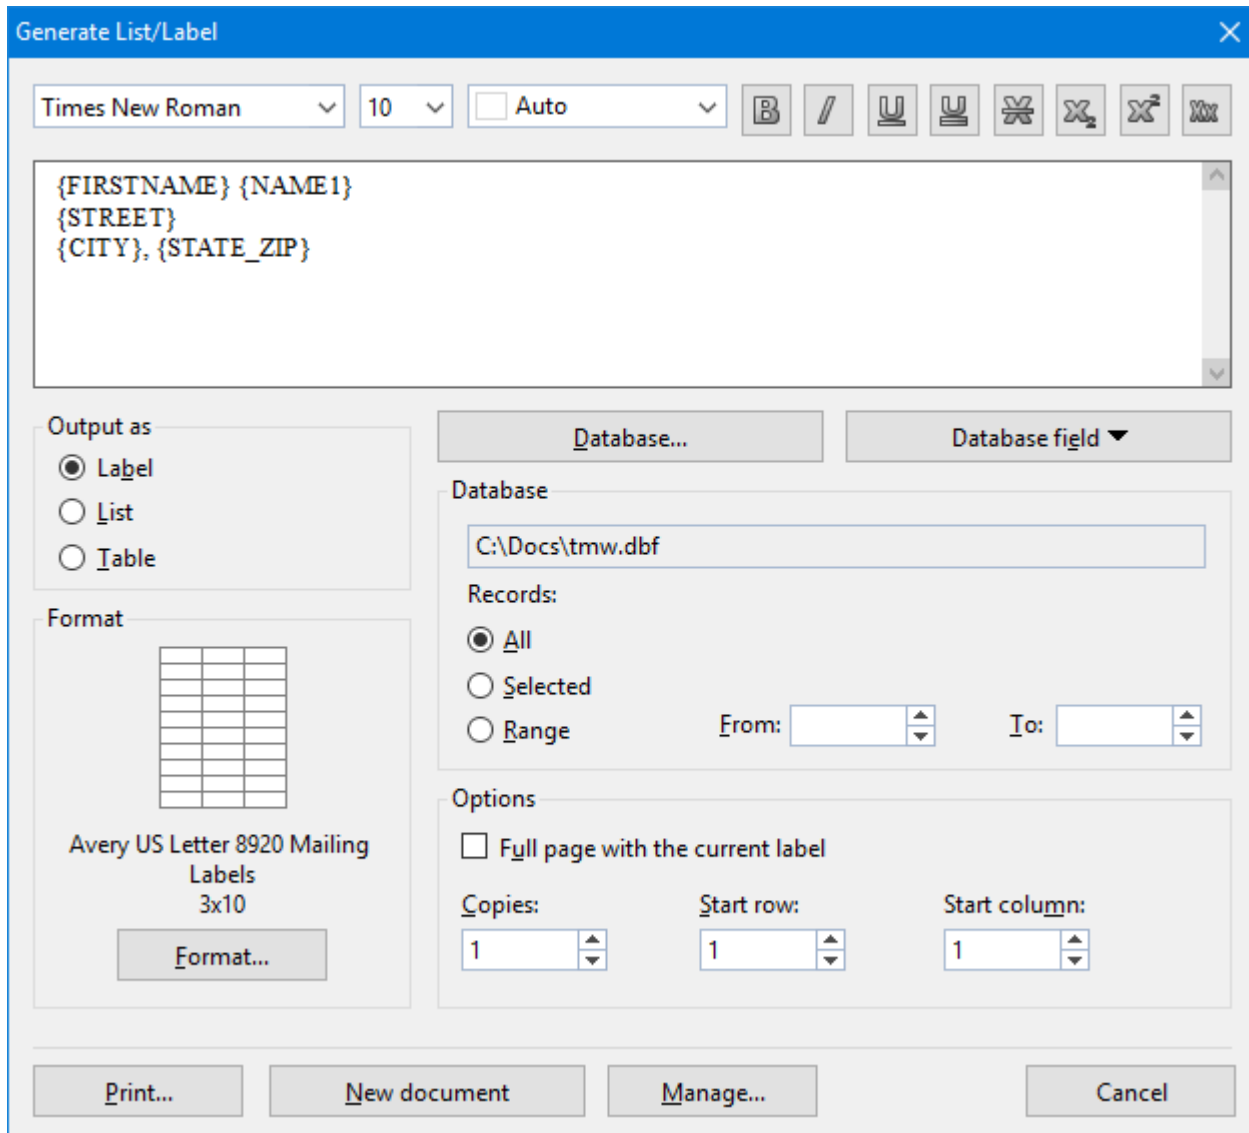 Generate List/Label
Times New Roman 10 Auto B I U U X X2 X² Xx
{FIRSTNAME} {NAME1}
{STREET}
{CITY}, {STATE_ZIP}
Output as
Label
List
Table
Database... Database field
Database
C:\Docs\tmw.dbf
Records:
All
Selected
Range From: To:
Format
Avery US Letter 8920 Mailing
Labels
3x10
Format...
Options
Full page with the current label
Copies: Start row: Start column:
1 1 1
Print... New document Manage... Cancel